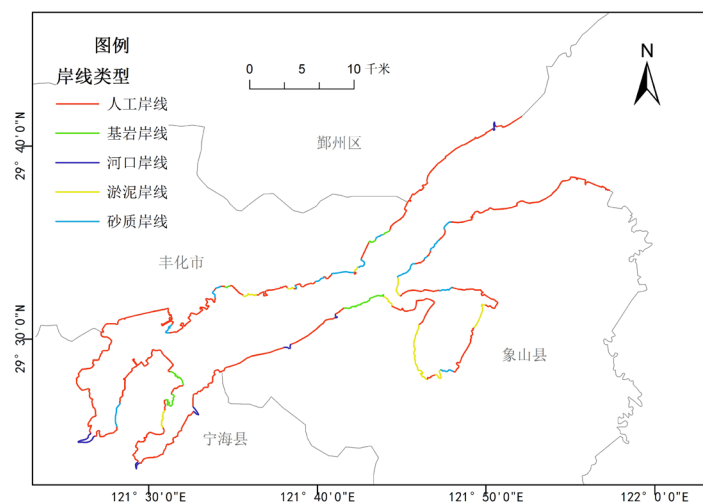 图例
岸线类型
人工岸线
基岩岸线
河口岸线
淤泥岸线
砂质岸线
0 5 10 千米
N
鄞州区
丰化市
象山县
宁海县
29° 40'0"N
29° 30'0"N
121° 30'0"E 121° 40'0"E 121° 50'0"E 122° 0'0"E